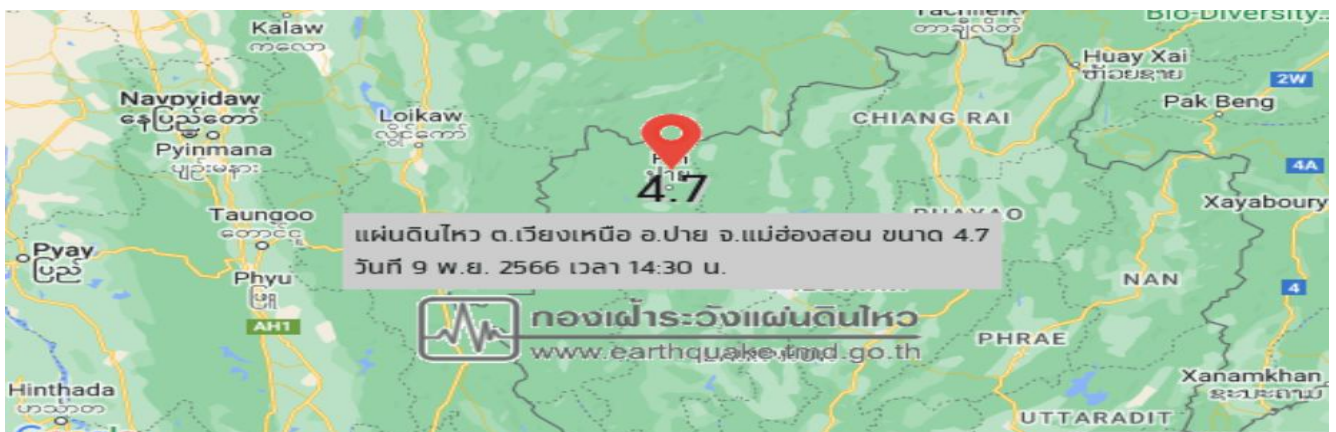 Kalaw
ကလော
Bio-Diversity...
Huay Xai
ຫ້ວຍຊາຍ
2W
Navpyidaw
နေပြည်တော်
Loikaw
လွိုင်ကော်
CHIANG RAI
Pak Beng
Pyinmana
ပျဉ်းမနား
ปาย
4.7
4A
Xayaboury
Taungoo
တောင်ငူ
แผ่นดินไหว ต.เวียงเหนือ อ.ปาย จ.แม่ฮ่องสอน ขนาด 4.7
วันที่ 9 พ.ย. 2566 เวลา 14:30 น.
Pyay
ပြည်
Phyu
ဖြူး
NAN
4
AH1
กองเฝ้าระวังแผ่นดินไหว
www.earthquake.tmd.go.th
PHRAE
Hinthada
ဟင်္သာတ
Xanamkhan
UTTARADIT